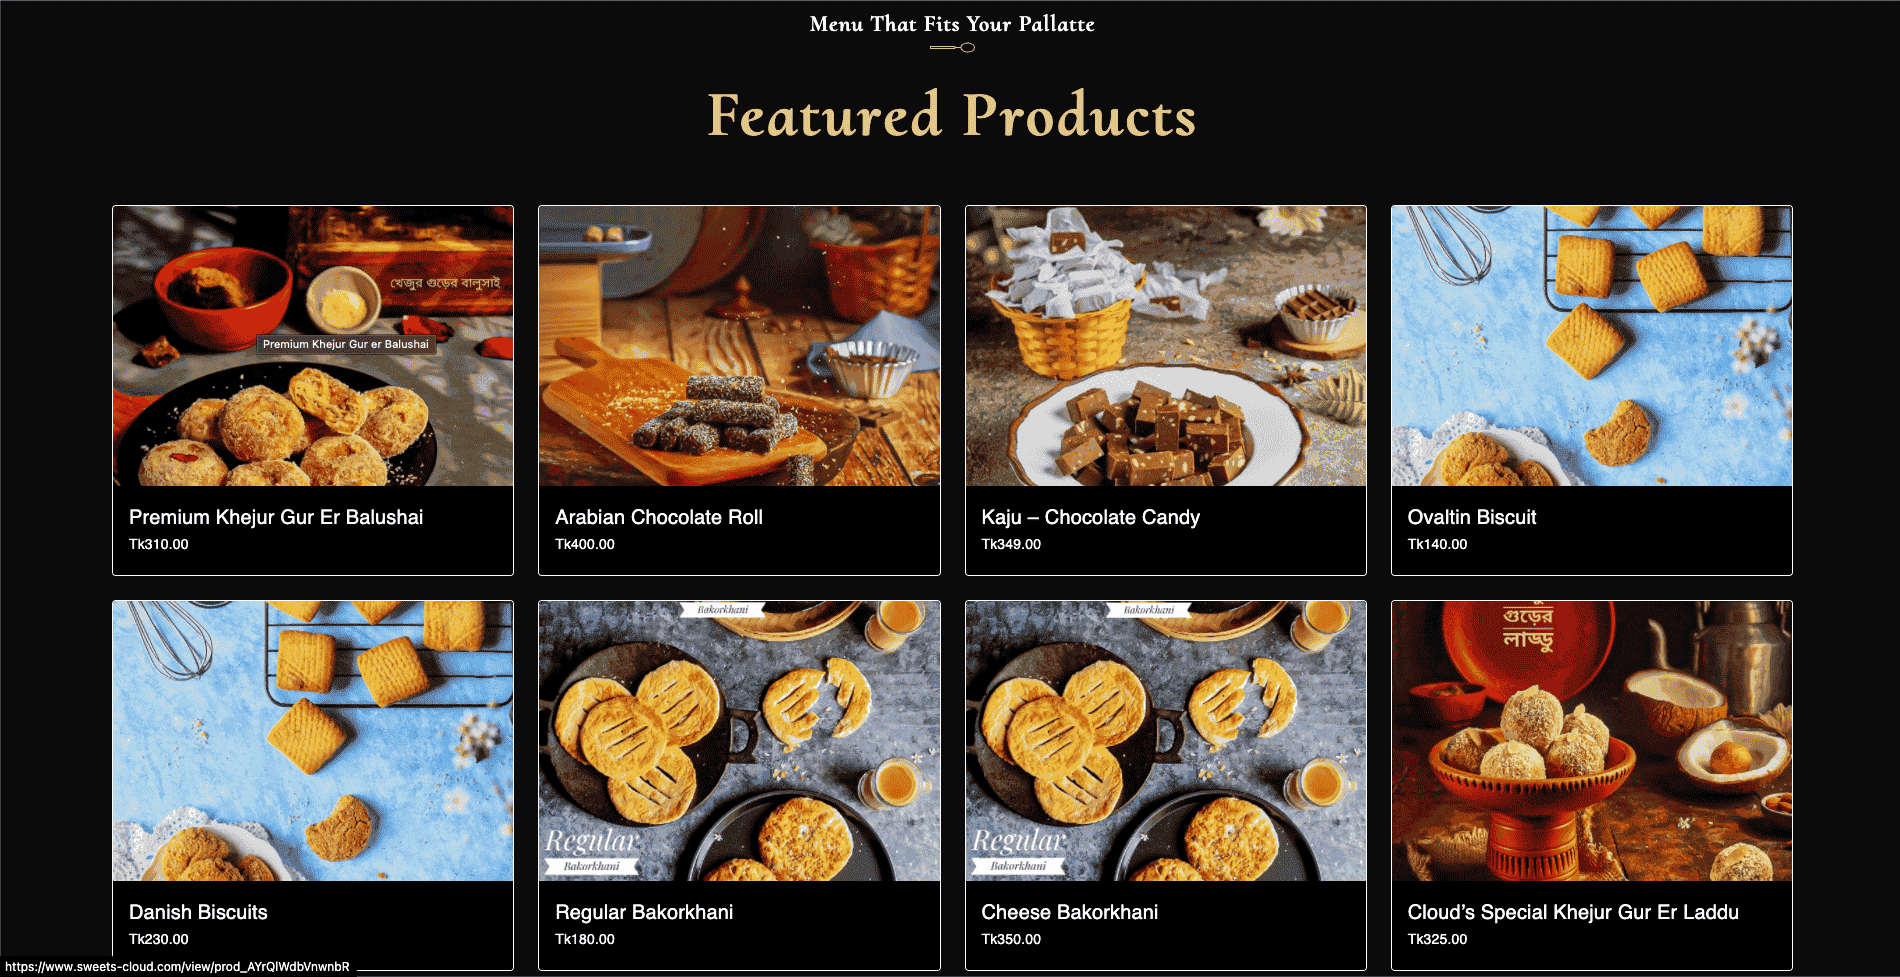 Menu That Fits Your Pallatte
Featured Products
খেজুর গুড়ের বালুসাই
Premium Khejur Gur er Balushai
Premium Khejur Gur Er Balushai
Tk310.00
Arabian Chocolate Roll
Tk400.00
Kaju – Chocolate Candy
Tk349.00
Ovaltin Biscuit
Tk140.00
Danish Biscuits
Tk230.00
Bakorkhani
Regular
Bakorkhani
Regular Bakorkhani
Tk180.00
Bakorkhani
Regular
Bakorkhani
Cheese Bakorkhani
Tk350.00
গুড়ের
লাড্ডু
Cloud’s Special Khejur Gur Er Laddu
Tk325.00
https://www.sweets-cloud.com/view/prod_AYrQIWdbVnwnbR